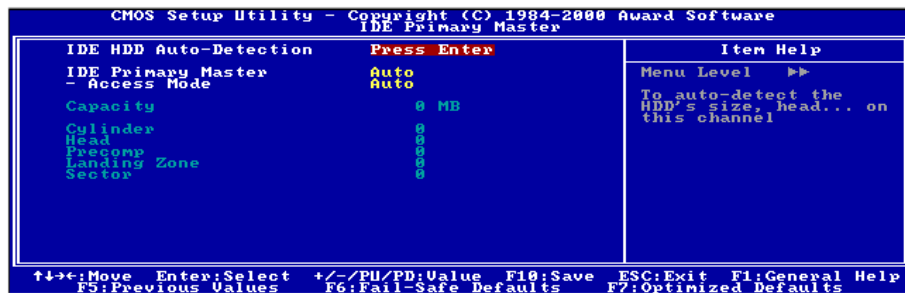 CMOS Setup Utility - Copyright (C) 1984-2000 Award Software
IDE Primary Master
IDE HDD Auto-Detection Press Enter
IDE Primary Master Auto
- Access Mode Auto
Capacity 0 MB
Cylinder 0
Head 0
Precomp 0
Landing Zone 0
Sector 0
Item Help
Menu Level ▶▶
To auto-detect the
HDD's size, head... on
this channel
↑↓→←:Move Enter:Select +/-/PU/PD:Value F10:Save ESC:Exit F1:General Help
F5:Previous Values F6:Fail-Safe Defaults F7:Optimized Defaults